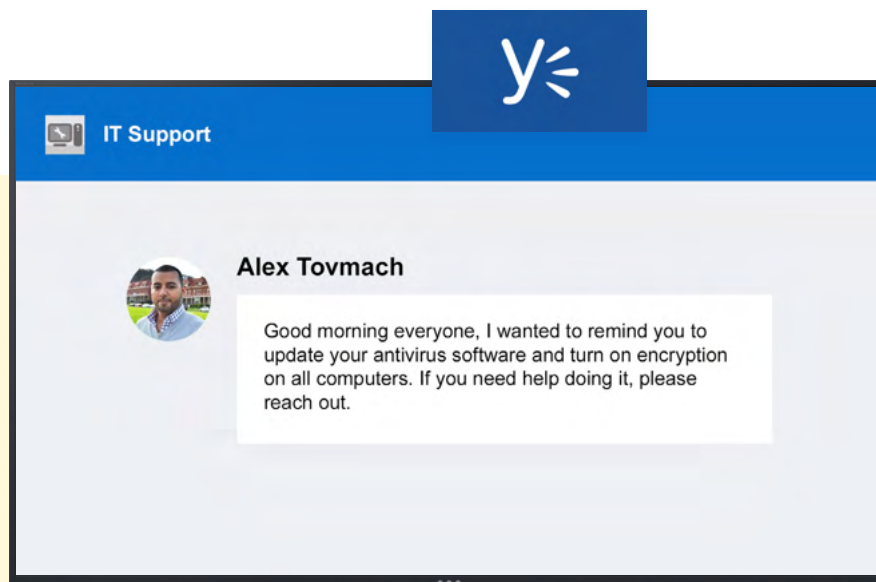 y
IT Support
Alex Tovmach
Good morning everyone, I wanted to remind you to
update your antivirus software and turn on encryption
on all computers. If you need help doing it, please
reach out.